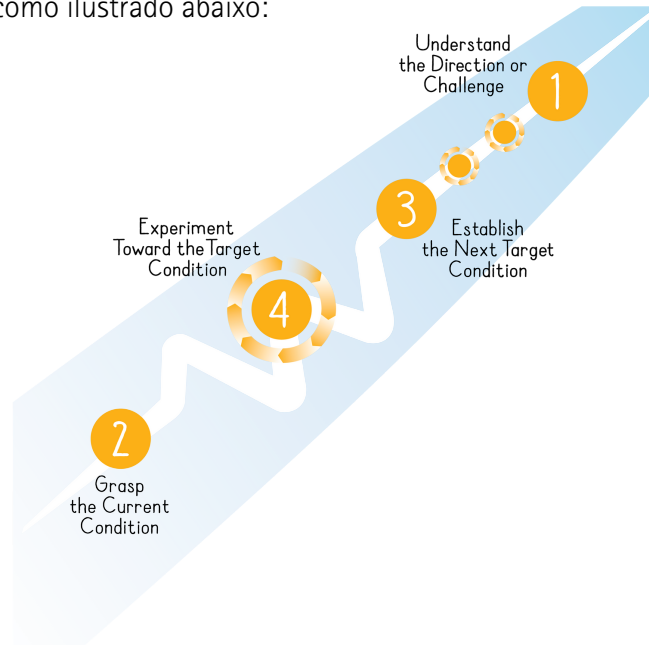 como ilustrado abaixo:
Understand
the Direction or
Challenge
1
3
Establish
the Next Target
Condition
Experiment
Toward the Target
Condition
4
2
Grasp
the Current
Condition